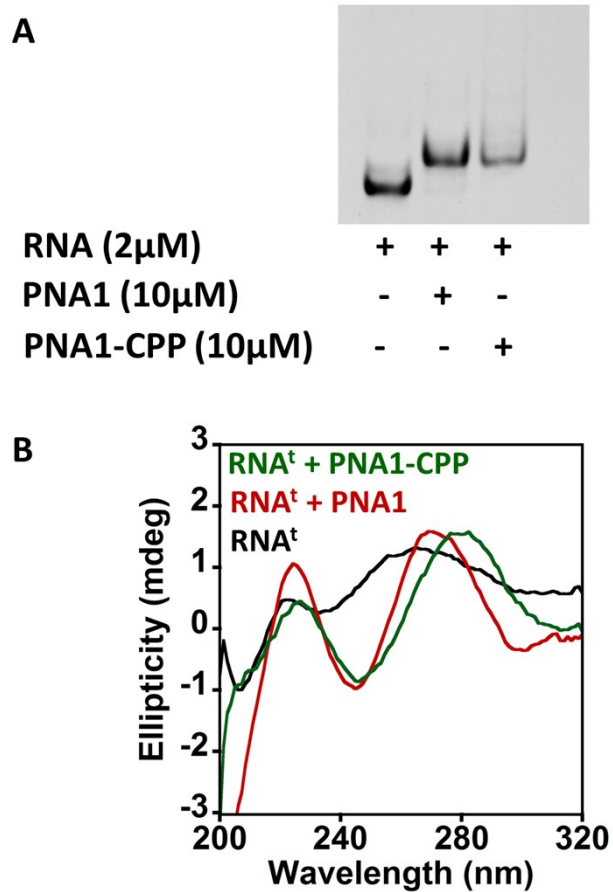 A
RNA (2μM) + + +
PNA1 (10μM) - + -
PNA1-CPP (10μM) - - +
B
RNAᵗ + PNA1-CPP
RNAᵗ + PNA1
RNAᵗ
Ellipticity (mdeg)
3
2
1
0
-1
-2
-3
200 240 280 320
Wavelength (nm)